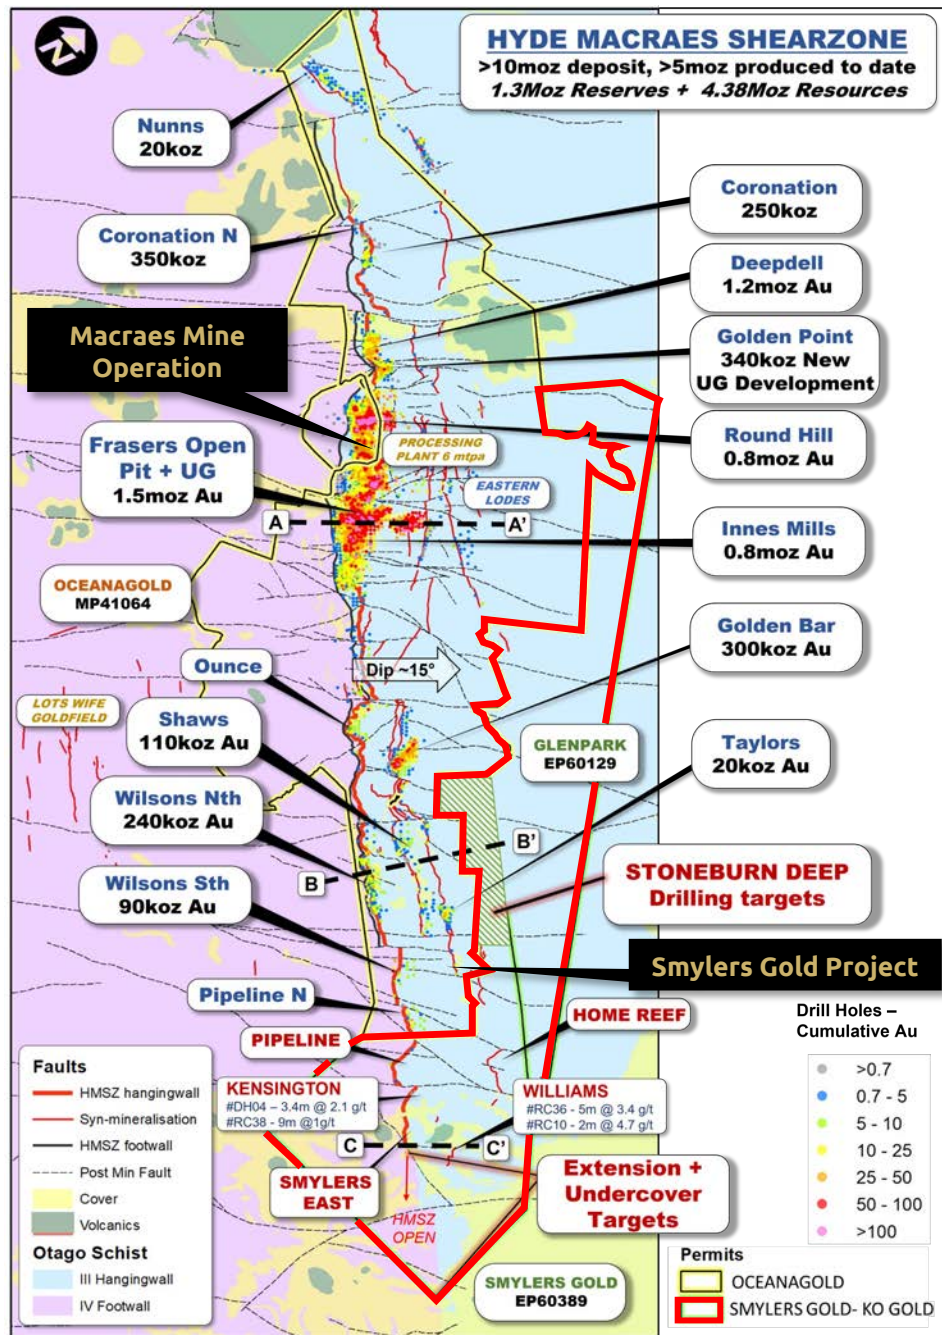 HYDE MACRAES SHEARZONE
>10moz deposit, >5moz produced to date
1.3Moz Reserves + 4.38Moz Resources
N
Nunns
20koz
Coronation
250koz
Coronation N
350koz
Deepdell
1.2moz Au
Macraes Mine
Operation
Golden Point
340koz New
UG Development
Frasers Open
Pit + UG
1.5moz Au
PROCESSING
PLANT 6 mtpa
Round Hill
0.8moz Au
EASTERN
LODES
A
A'
Innes Mills
0.8moz Au
OCEANAGOLD
MP41064
Golden Bar
300koz Au
Ounce
Dip ~15°
LOTS WIFE
GOLDFIELD
Shaws
110koz Au
GLENPARK
EP60129
Taylors
20koz Au
Wilsons Nth
240koz Au
B
B'
Wilsons Sth
90koz Au
STONEBURN DEEP
Drilling targets
Smylers Gold Project
Pipeline N
PIPELINE
HOME REEF
KENSINGTON
#DH04 – 3.4m @ 2.1 g/t
#RC38 - 9m @1g/t
WILLIAMS
#RC36 - 5m @ 3.4 g/t
#RC10 - 2m @ 4.7 g/t
C
C'
SMYLERS
EAST
HMSZ
OPEN
Extension +
Undercover
Targets
SMYLERS GOLD
EP60389
Faults
HMSZ hangingwall
Syn-mineralisation
HMSZ footwall
Post Min Fault
Cover
Volcanics
Otago Schist
III Hangingwall
IV Footwall
Drill Holes –
Cumulative Au
>0.7
0.7 - 5
5 - 10
10 - 25
25 - 50
50 - 100
>100
Permits
OCEANAGOLD
SMYLERS GOLD- KO GOLD